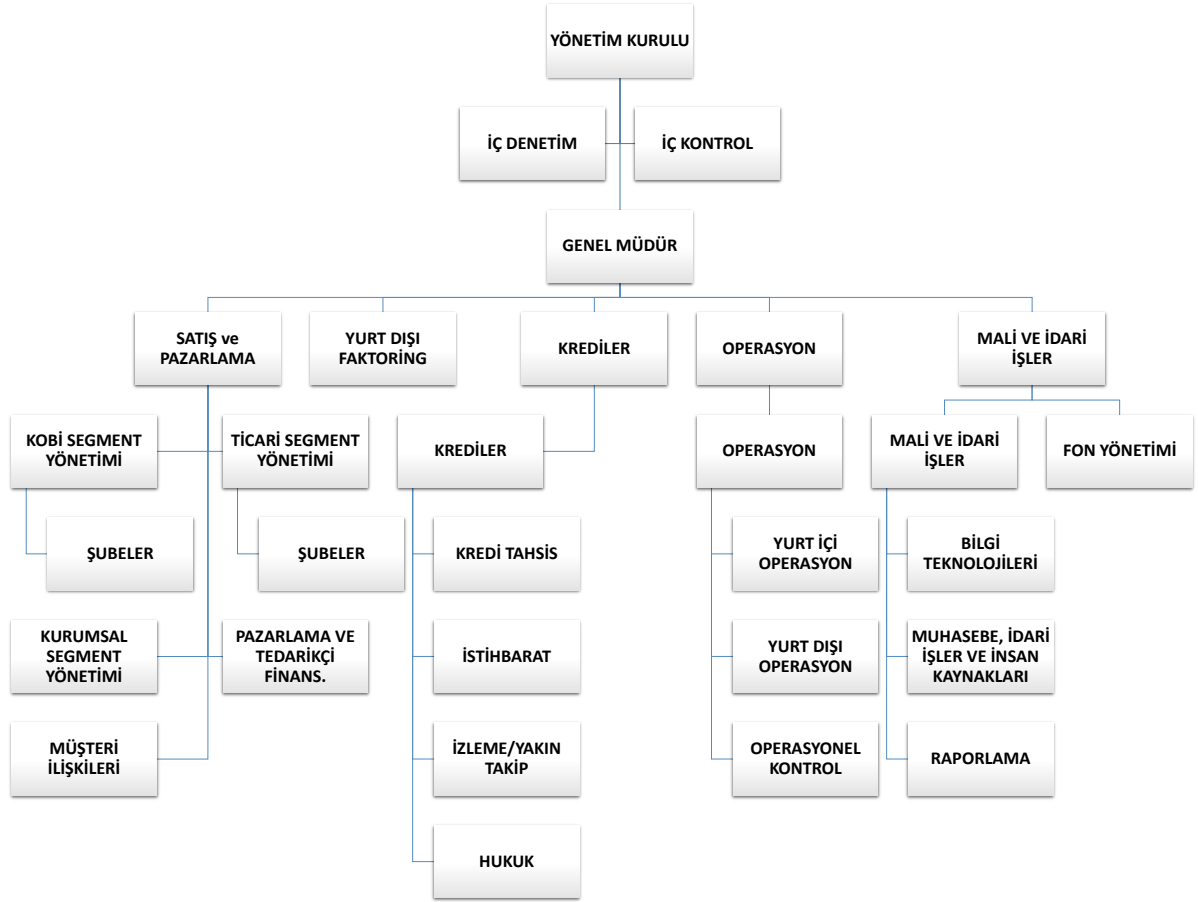 YÖNETİM KURULU
İÇ DENETİM
İÇ KONTROL
GENEL MÜDÜR
SATIŞ ve
PAZARLAMA
YURT DIŞI
FAKTORİNG
KREDİLER
OPERASYON
MALİ VE İDARİ
İŞLER
KOBİ SEGMENT
YÖNETİMİ
TİCARİ SEGMENT
YÖNETİMİ
KREDİLER
OPERASYON
MALİ VE İDARİ
İŞLER
FON YÖNETİMİ
ŞUBELER
ŞUBELER
KREDİ TAHSİS
YURT İÇİ
OPERASYON
BİLGİ
TEKNOLOJİLERİ
KURUMSAL
SEGMENT
YÖNETİMİ
PAZARLAMA VE
TEDARİKÇİ
FİNANS.
İSTİHBARAT
YURT DIŞI
OPERASYON
MUHASEBE, İDARİ
İŞLER VE İNSAN
KAYNAKLARI
MÜŞTERİ
İLİŞKİLERİ
İZLEME/YAKIN
TAKİP
OPERASYONEL
KONTROL
RAPORLAMA
HUKUK